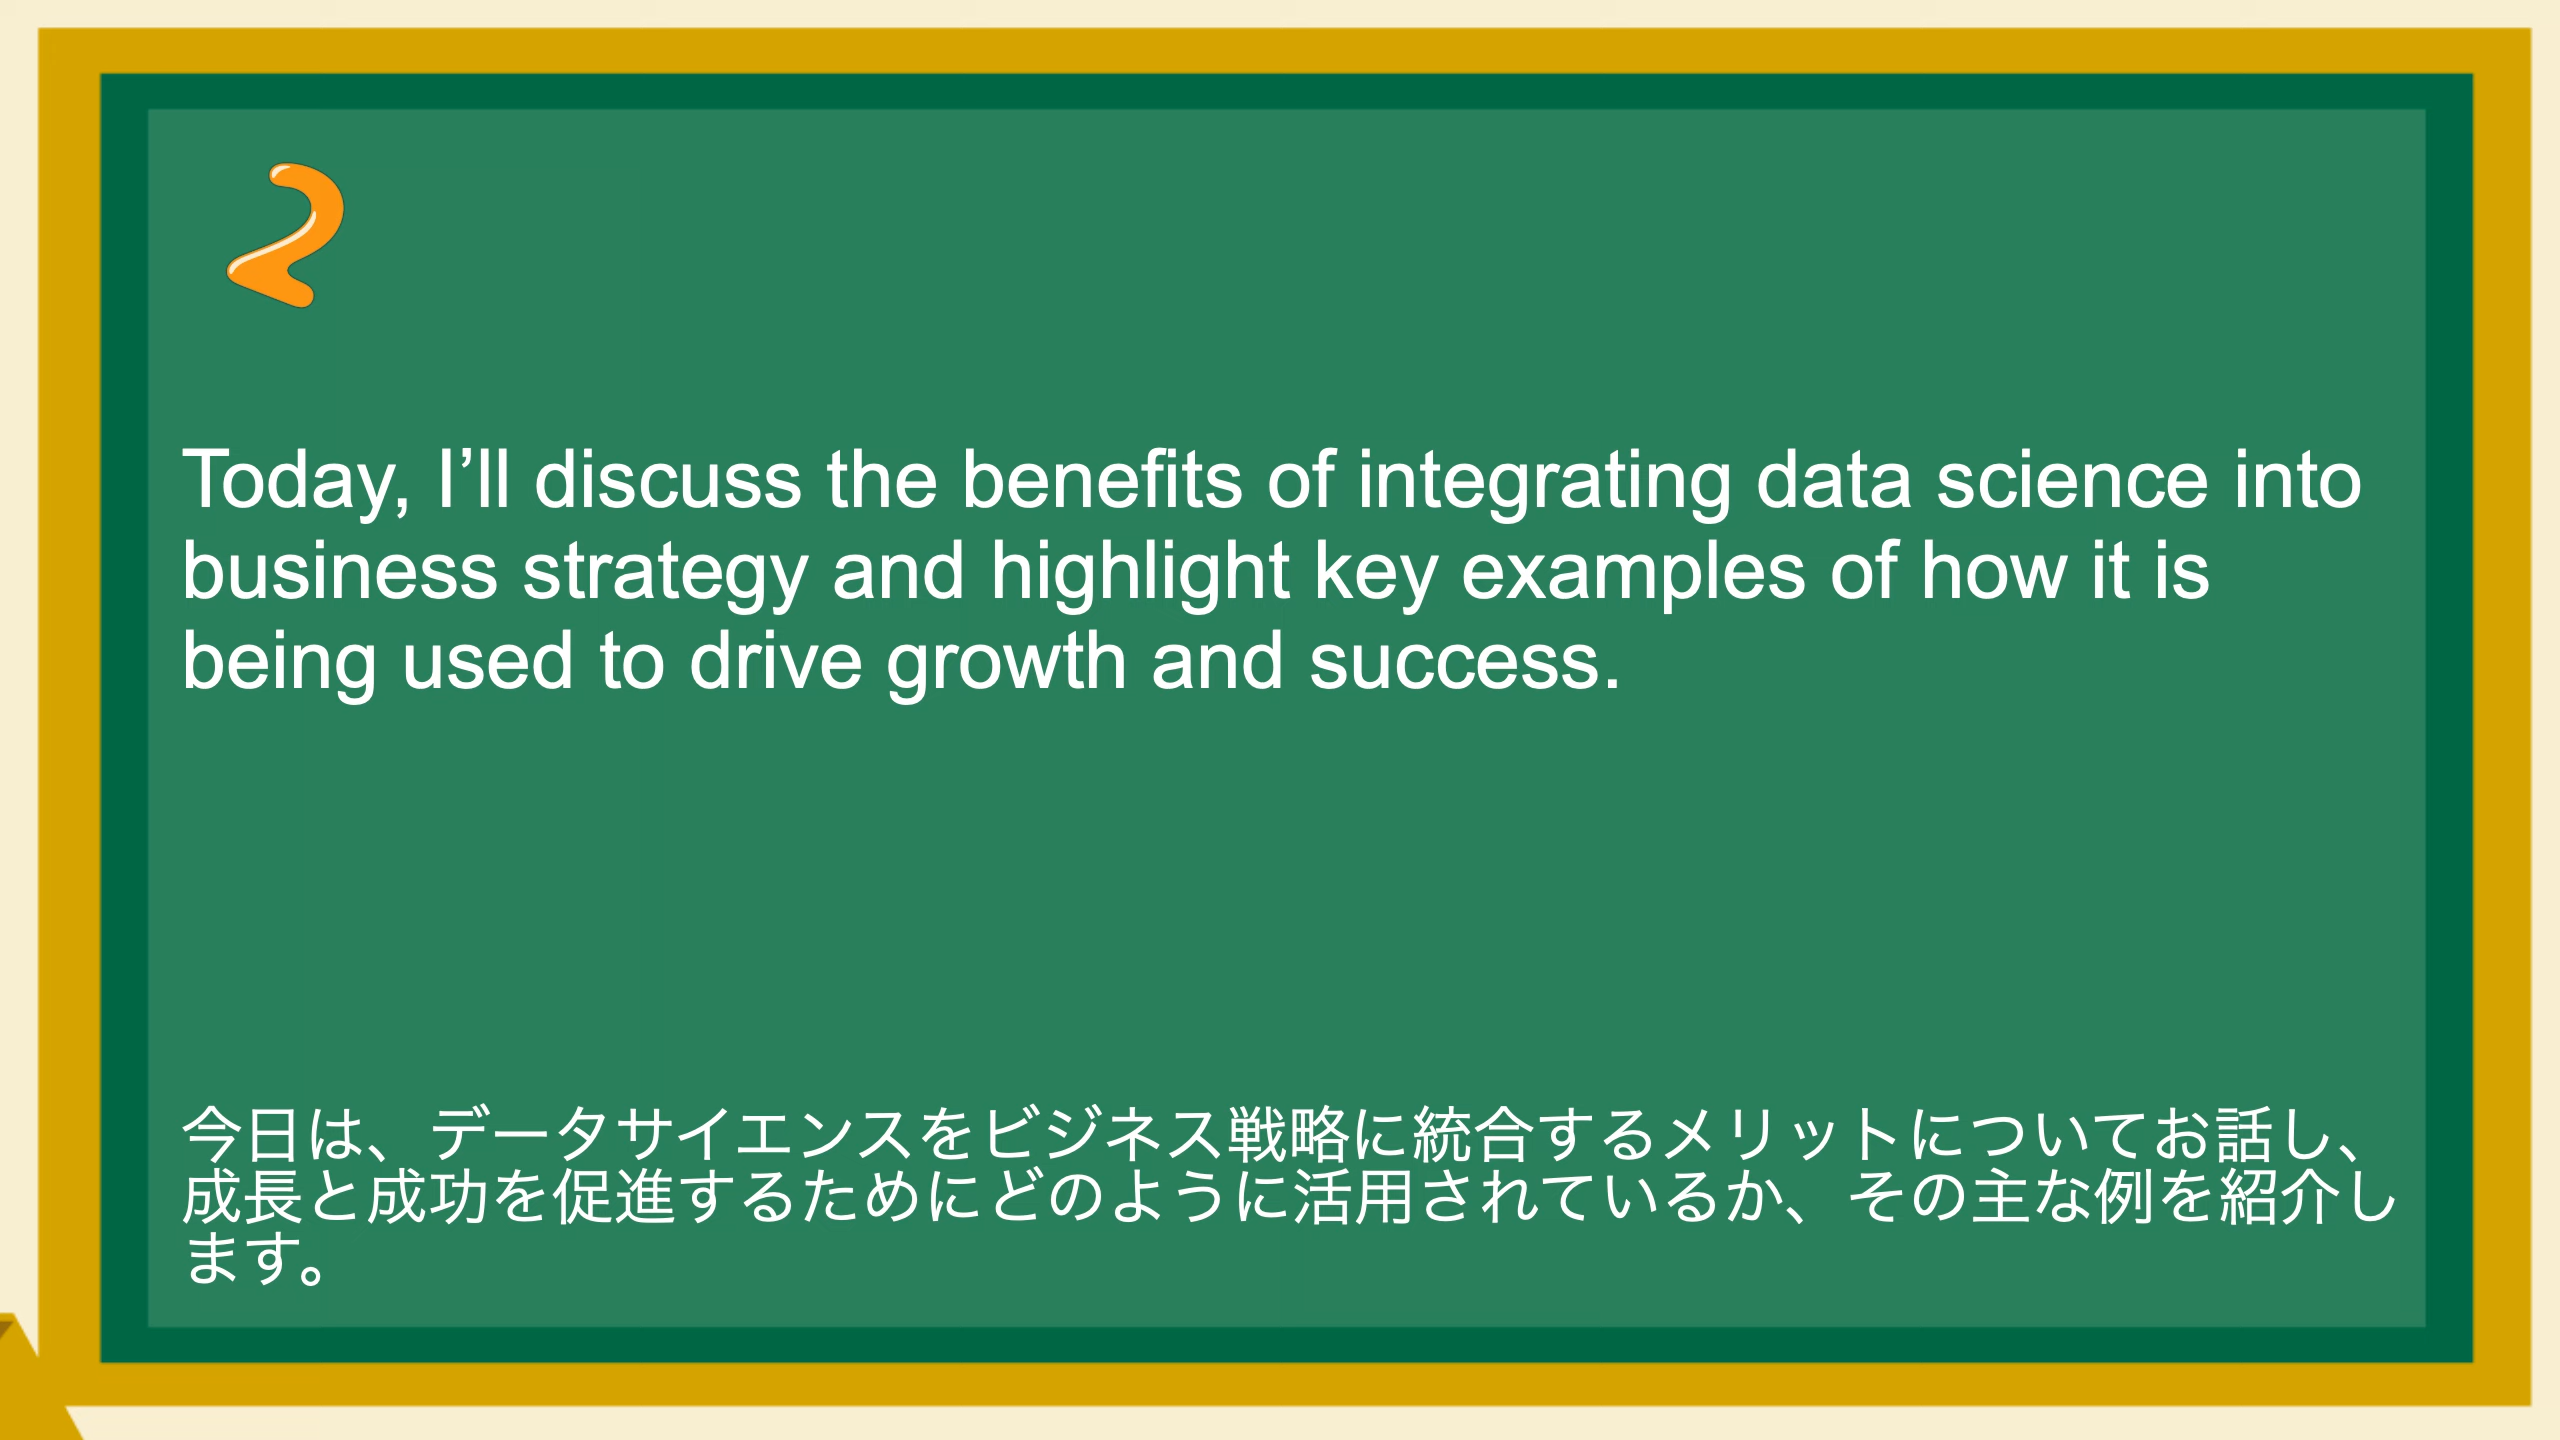 2
Today, I’ll discuss the benefits of integrating data science into
business strategy and highlight key examples of how it is
being used to drive growth and success.
今日は、データサイエンスをビジネス戦略に統合するメリットについてお話し、
成長と成功を促進するためにどのように活用されているか、その主な例を紹介し
ます。